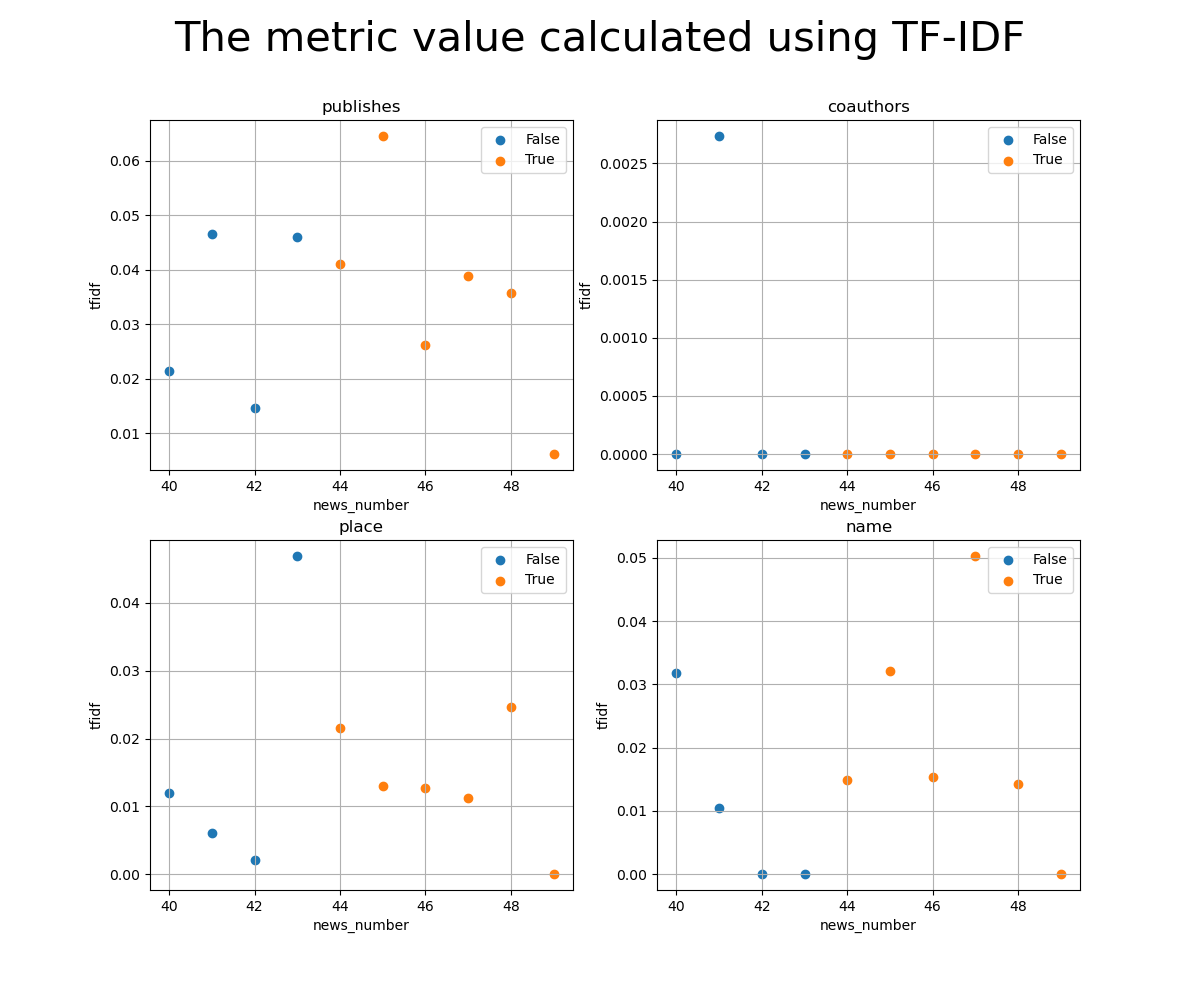 The metric value calculated using TF-IDF
publishes
False
True
0.06
0.05
0.04
0.03
0.02
0.01
tfidf
40 42 44 46 48
news_number
coauthors
False
True
0.0025
0.0020
0.0015
0.0010
0.0005
0.0000
tfidf
40 42 44 46 48
news_number
place
False
True
0.04
0.03
0.02
0.01
0.00
tfidf
40 42 44 46 48
news_number
name
False
True
0.05
0.04
0.03
0.02
0.01
0.00
tfidf
40 42 44 46 48
news_number